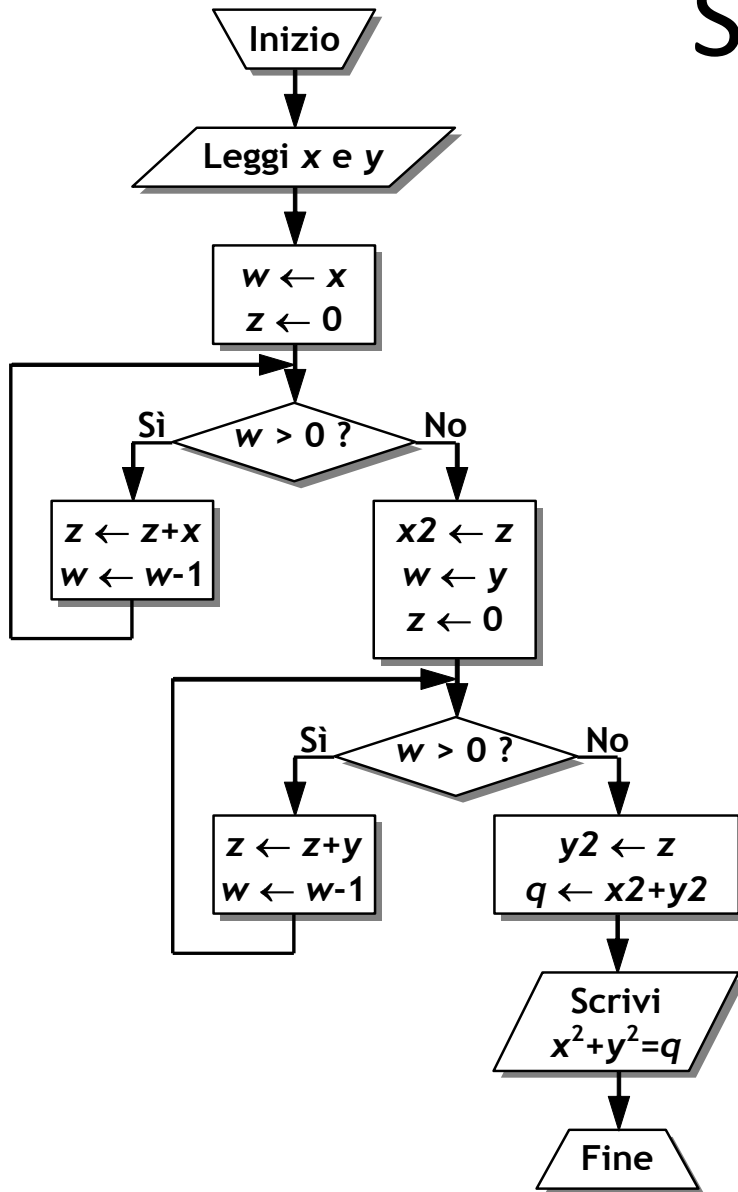 S
Inizio
Leggi x e y
w ← x
z ← 0
w > 0 ?
Sì
No
z ← z+x
w ← w-1
x2 ← z
w ← y
z ← 0
w > 0 ?
Sì
No
z ← z+y
w ← w-1
y2 ← z
q ← x2+y2
Scrivi
x²+y²=q
Fine